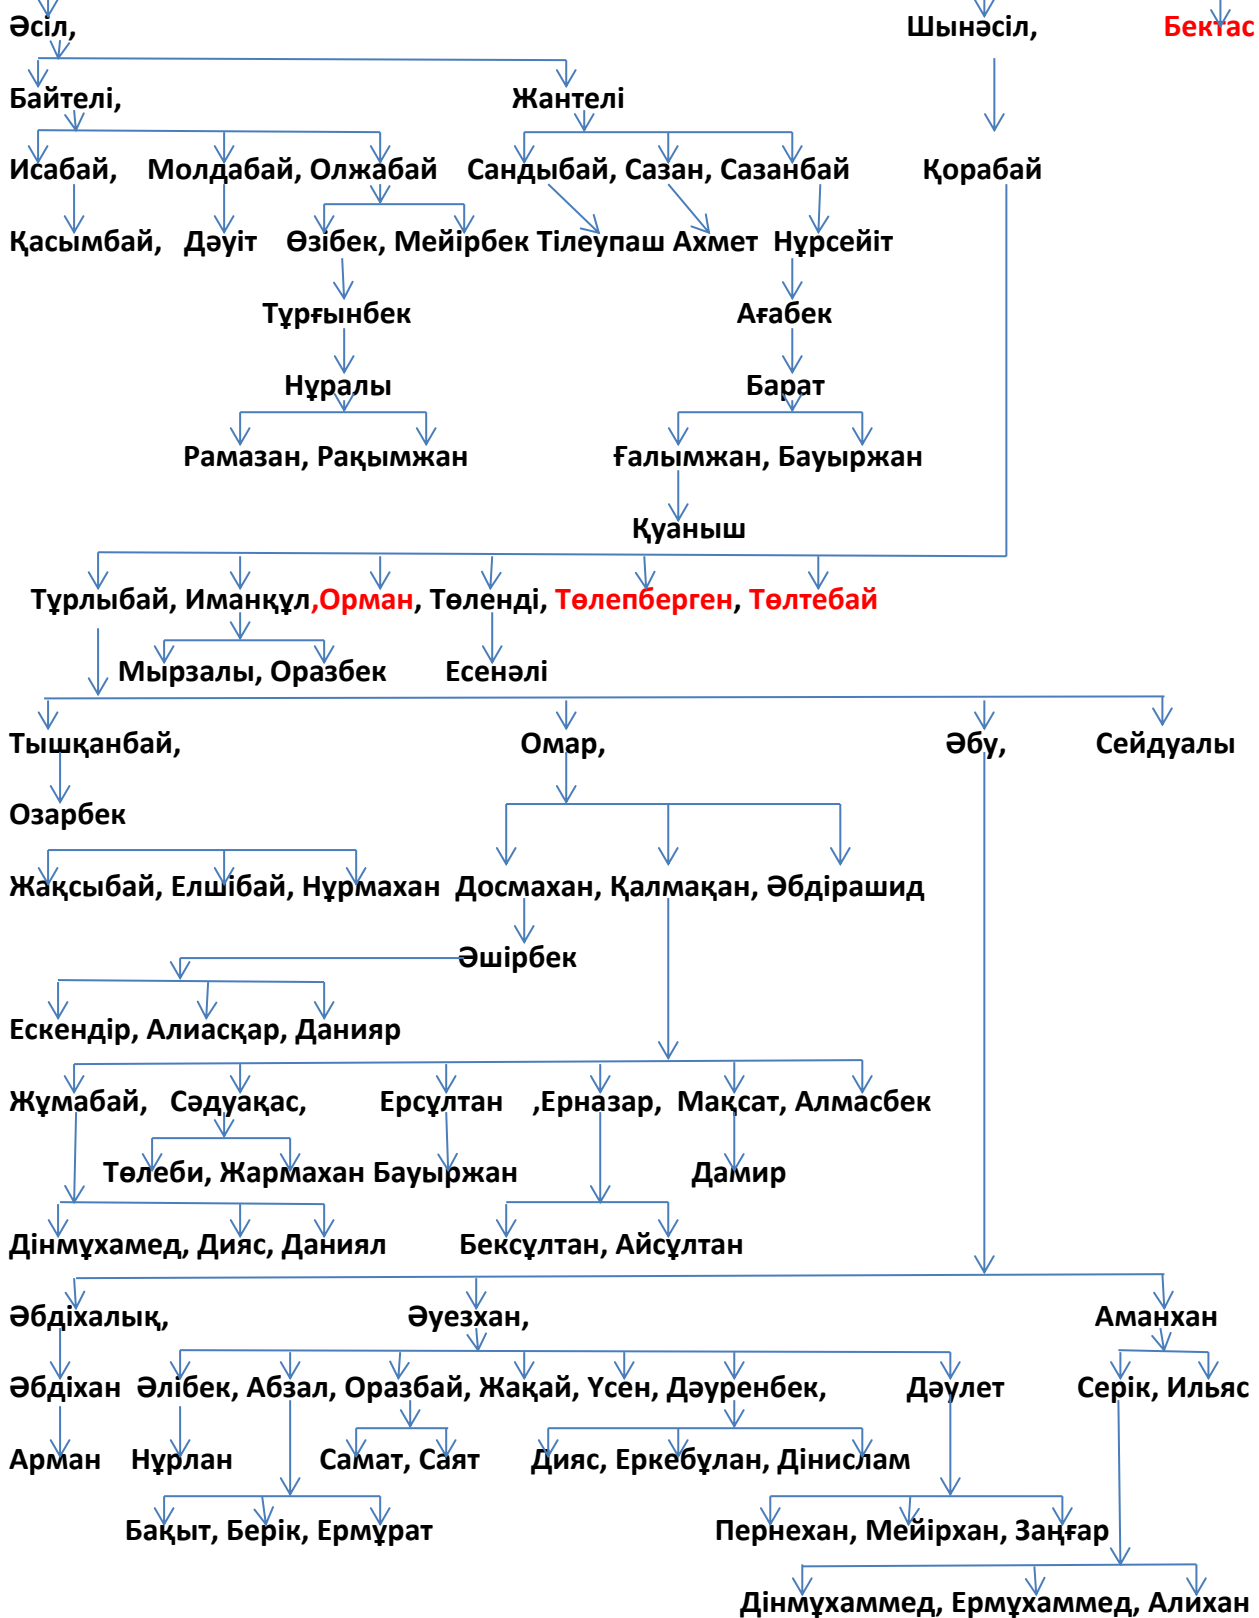 Әсіл, Шынәсіл, Бектас
Байтелі, Жантелі
Исабай, Молдабай, Олжабай Сандыбай, Сазан, Сазанбай Қорабай
Қасымбай, Дәуіт Өзібек, Мейірбек Тілеупаш Ахмет Нұрсейіт
Тұрғынбек Ағабек
Нұралы Барат
Рамазан, Рақымжан Ғалымжан, Бауыржан
Қуаныш
Тұрлыбай, Иманқұл,Орман, Төленді, Төлепберген, Төлтебай
Мырзалы, Оразбек Есенәлі
Тышқанбай, Омар, Әбу, Сейдуалы
Озарбек
Жақсыбай, Елшібай, Нұрмахан Досмахан, Қалмақан, Әбдірашид
Әшірбек
Ескендір, Алиасқар, Данияр
Жұмабай, Сәдуақас, Ерсұлтан ,Ерназар, Мақсат, Алмасбек
Төлеби, Жармахан Бауыржан Дамир
Дінмұхамед, Дияс, Даниял Бексұлтан, Айсұлтан
Әбдіхалық, Әуезхан, Аманхан
Әбдіхан Әлібек, Абзал, Оразбай, Жақай, Үсен, Дәуренбек, Дәулет Серік, Ильяс
Арман Нұрлан Самат, Саят Дияс, Еркебұлан, Дінислам
Бақыт, Берік, Ермұрат Пернехан, Мейірхан, Заңғар
Дінмұхаммед, Ермұхаммед, Алихан